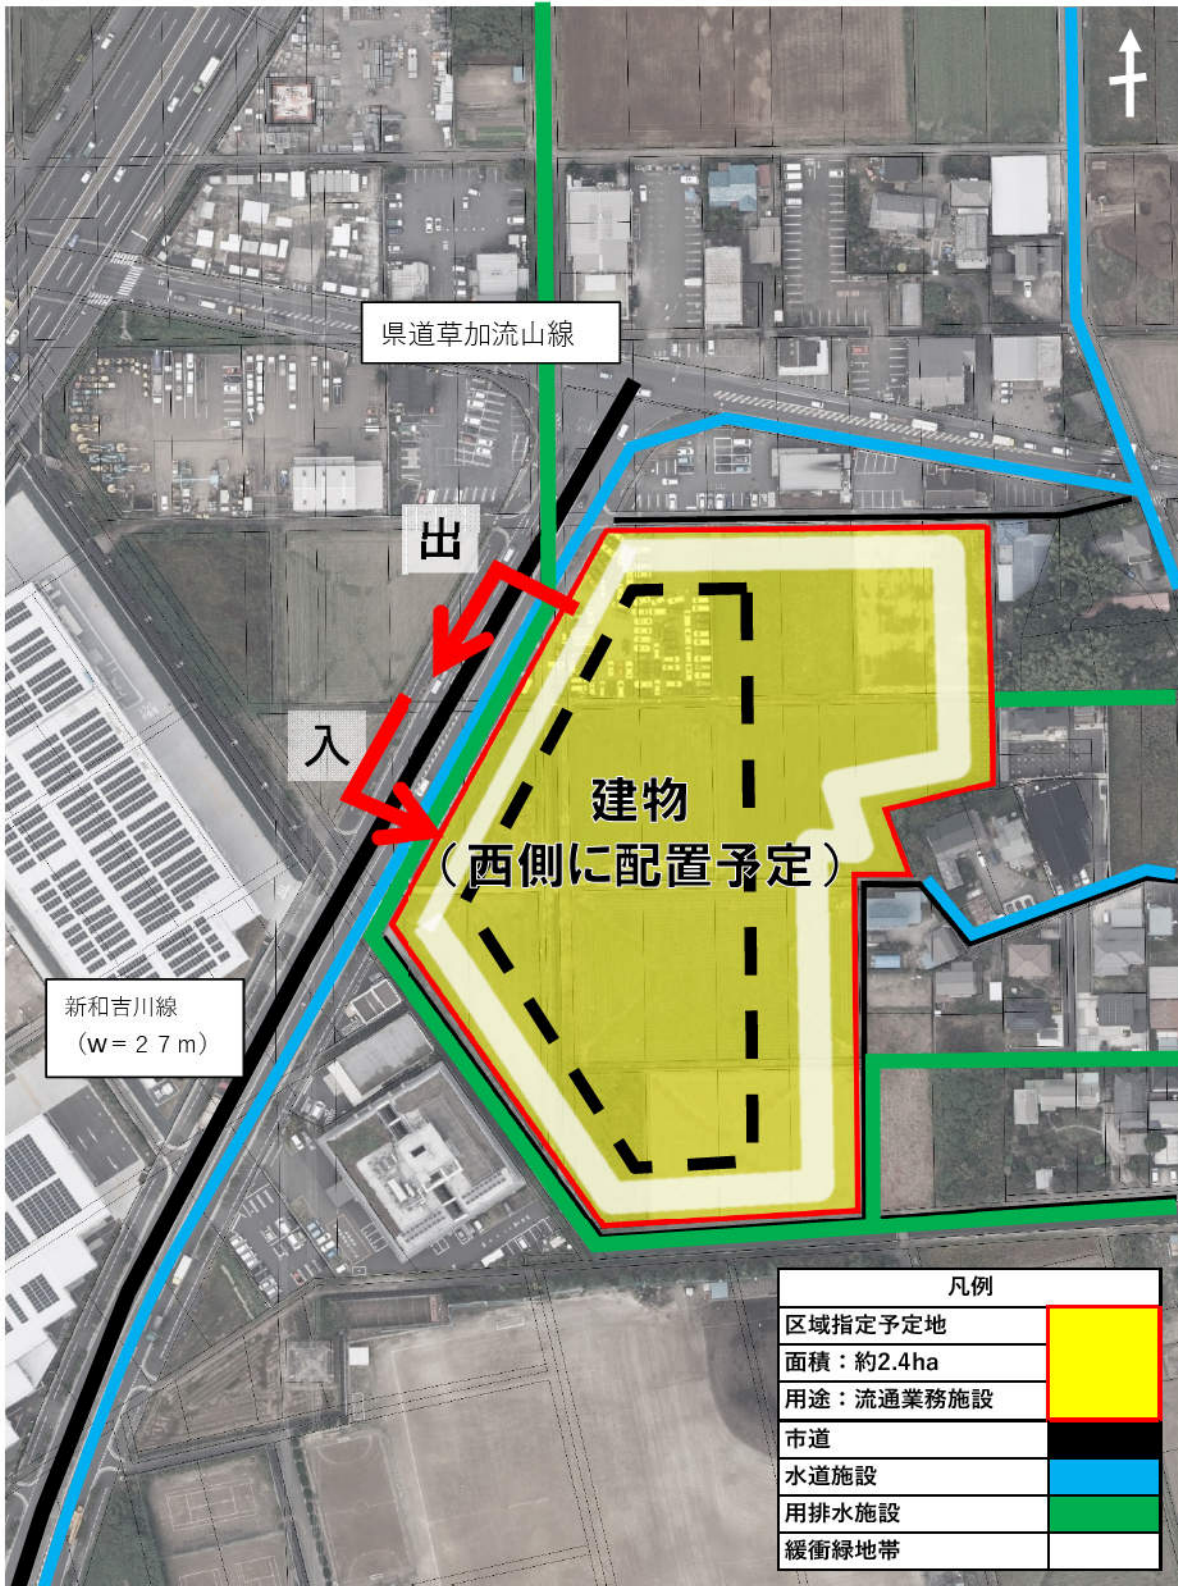 県道草加流山線
出
入
建物
（西側に配置予定）
新和吉川線
（w＝２７ｍ）
凡例
区域指定予定地
面積：約2.4ha
用途：流通業務施設
市道
水道施設
用排水施設
緩衝緑地帯